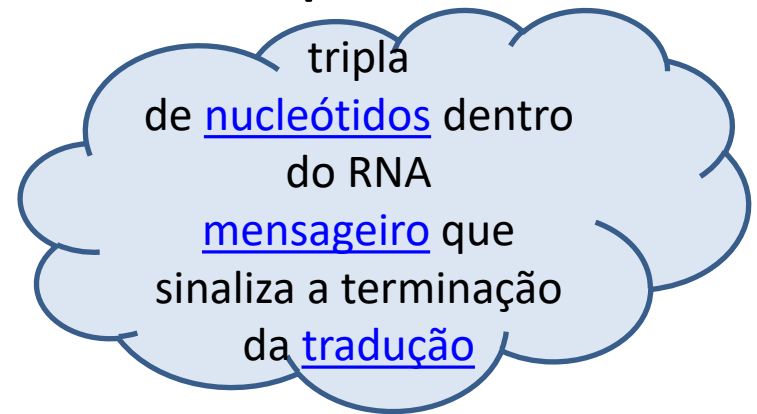 tripla
de nucleótidos dentro
do RNA
mensageiro que
sinaliza a terminação
da tradução